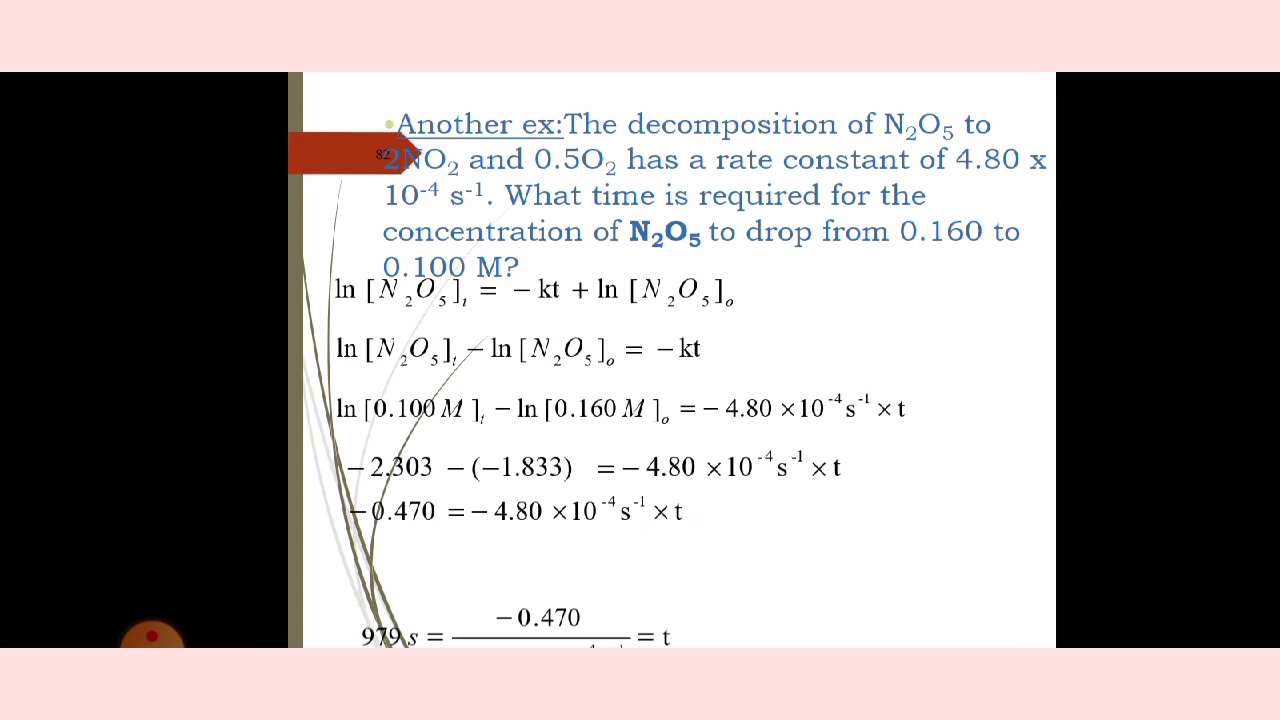 •Another ex:The decomposition of N₂O₅ to
82
2NO₂ and 0.5O₂ has a rate constant of 4.80 x
10⁻⁴ s⁻¹. What time is required for the
concentration of N₂O₅ to drop from 0.160 to
0.100 M?
ln [N₂O₅]ₜ = −kt + ln [N₂O₅]ₒ
ln [N₂O₅]ₜ − ln [N₂O₅]ₒ = −kt
ln [0.100 M]ₜ − ln [0.160 M]ₒ = −4.80 ×10⁻⁴ s⁻¹ × t
−2.303 − (−1.833) = −4.80 ×10⁻⁴ s⁻¹ × t
−0.470 = −4.80 ×10⁻⁴ s⁻¹ × t
−0.470
979 s = = t